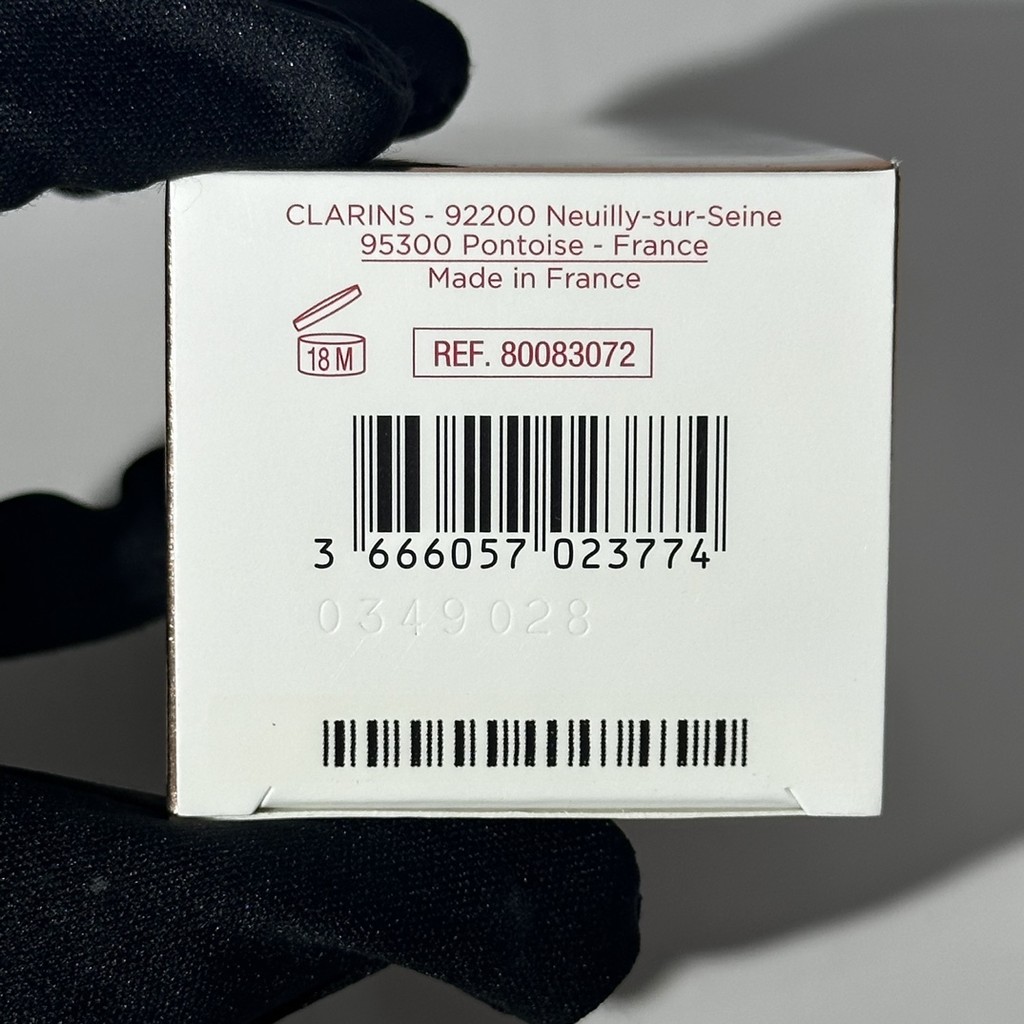 CLARINS - 92200 Neuilly-sur-Seine
95300 Pontoise - France
Made in France
18 M
REF. 80083072
3 666057 023774
0349028